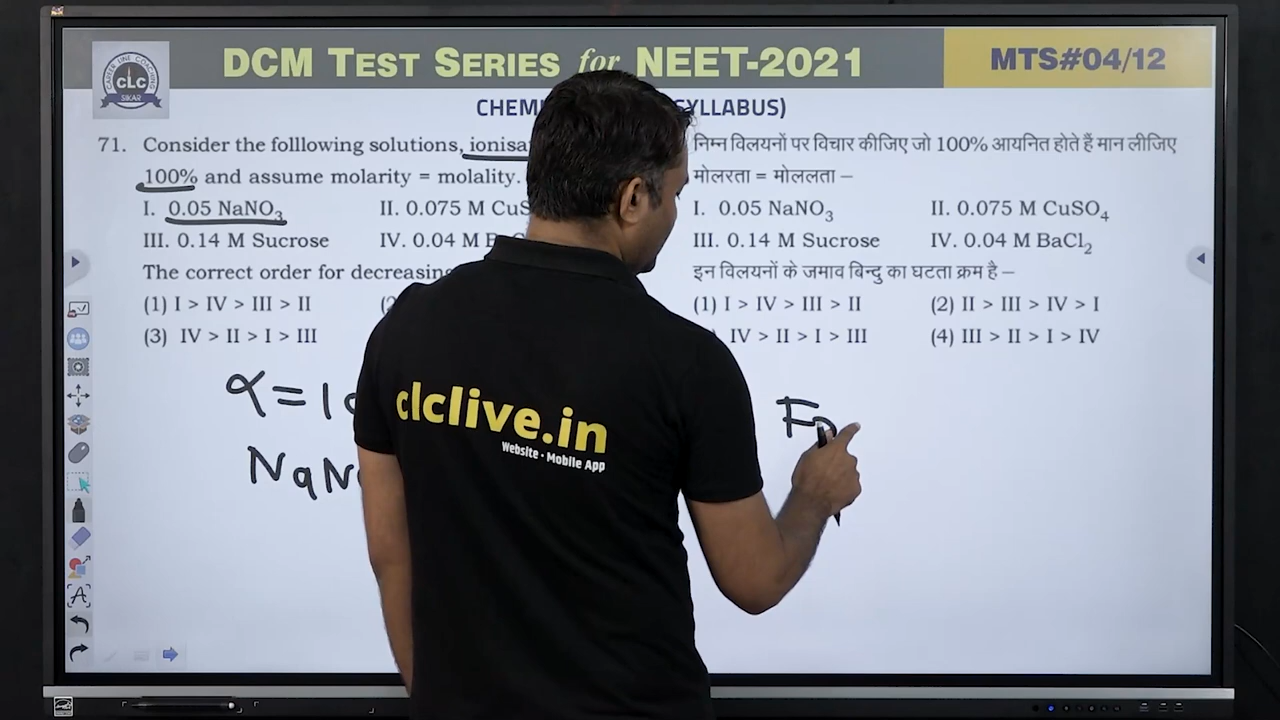 DCM TEST SERIES for NEET-2021
MTS#04/12
CLC
SIKAR
SYLLABUS)
71. Consider the folllowing solutions,
100% and assume molarity = molality.
I. 0.05 NaNO3
II. 0.075 M
III. 0.14 M Sucrose
IV. 0.04 M
The correct order for
(1) I > IV > III > II
(3) IV > II > I > III
निम्न विलयनों पर विचार कीजिए जो 100% आयनित होते हैं मान लीजिए
मोलरता = मोललता –
I. 0.05 NaNO3
II. 0.075 M CuSO4
III. 0.14 M Sucrose
IV. 0.04 M BaCl2
इन विलयनों के जमाव बिन्दु का घटता क्रम है –
(1) I > IV > III > II
(2) II > III > IV > I
IV > II > I > III
(4) III > II > I > IV
α = 1
clclive.in
Website • Mobile App